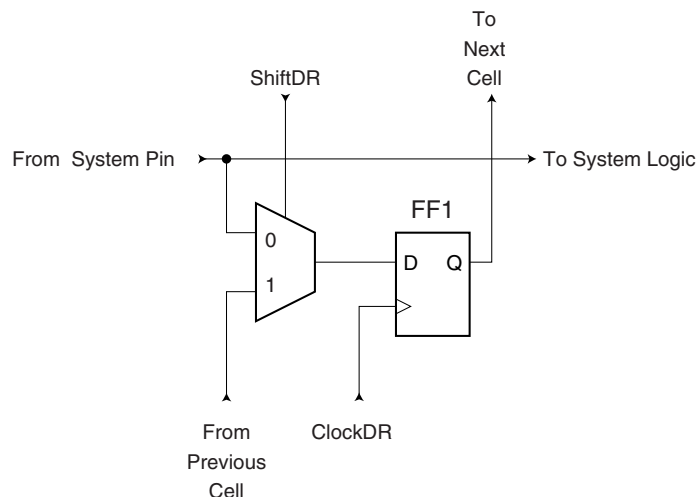 To
Next
Cell
ShiftDR
From System Pin
To System Logic
FF1
0
D Q
1
From
Previous
Cell
ClockDR